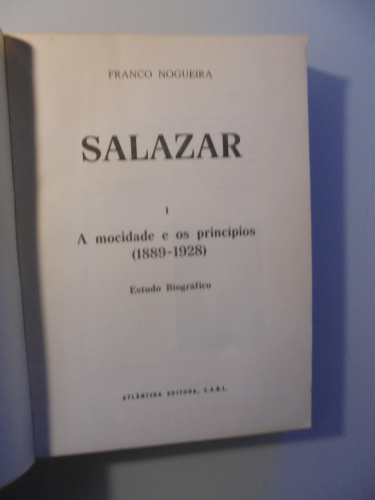 FRANCO NOGUEIRA
SALAZAR
I
A mocidade e os princípios
(1889-1928)
Estudo Biográfico
ATLÂNTIDA EDITORA, S.A.R.L.